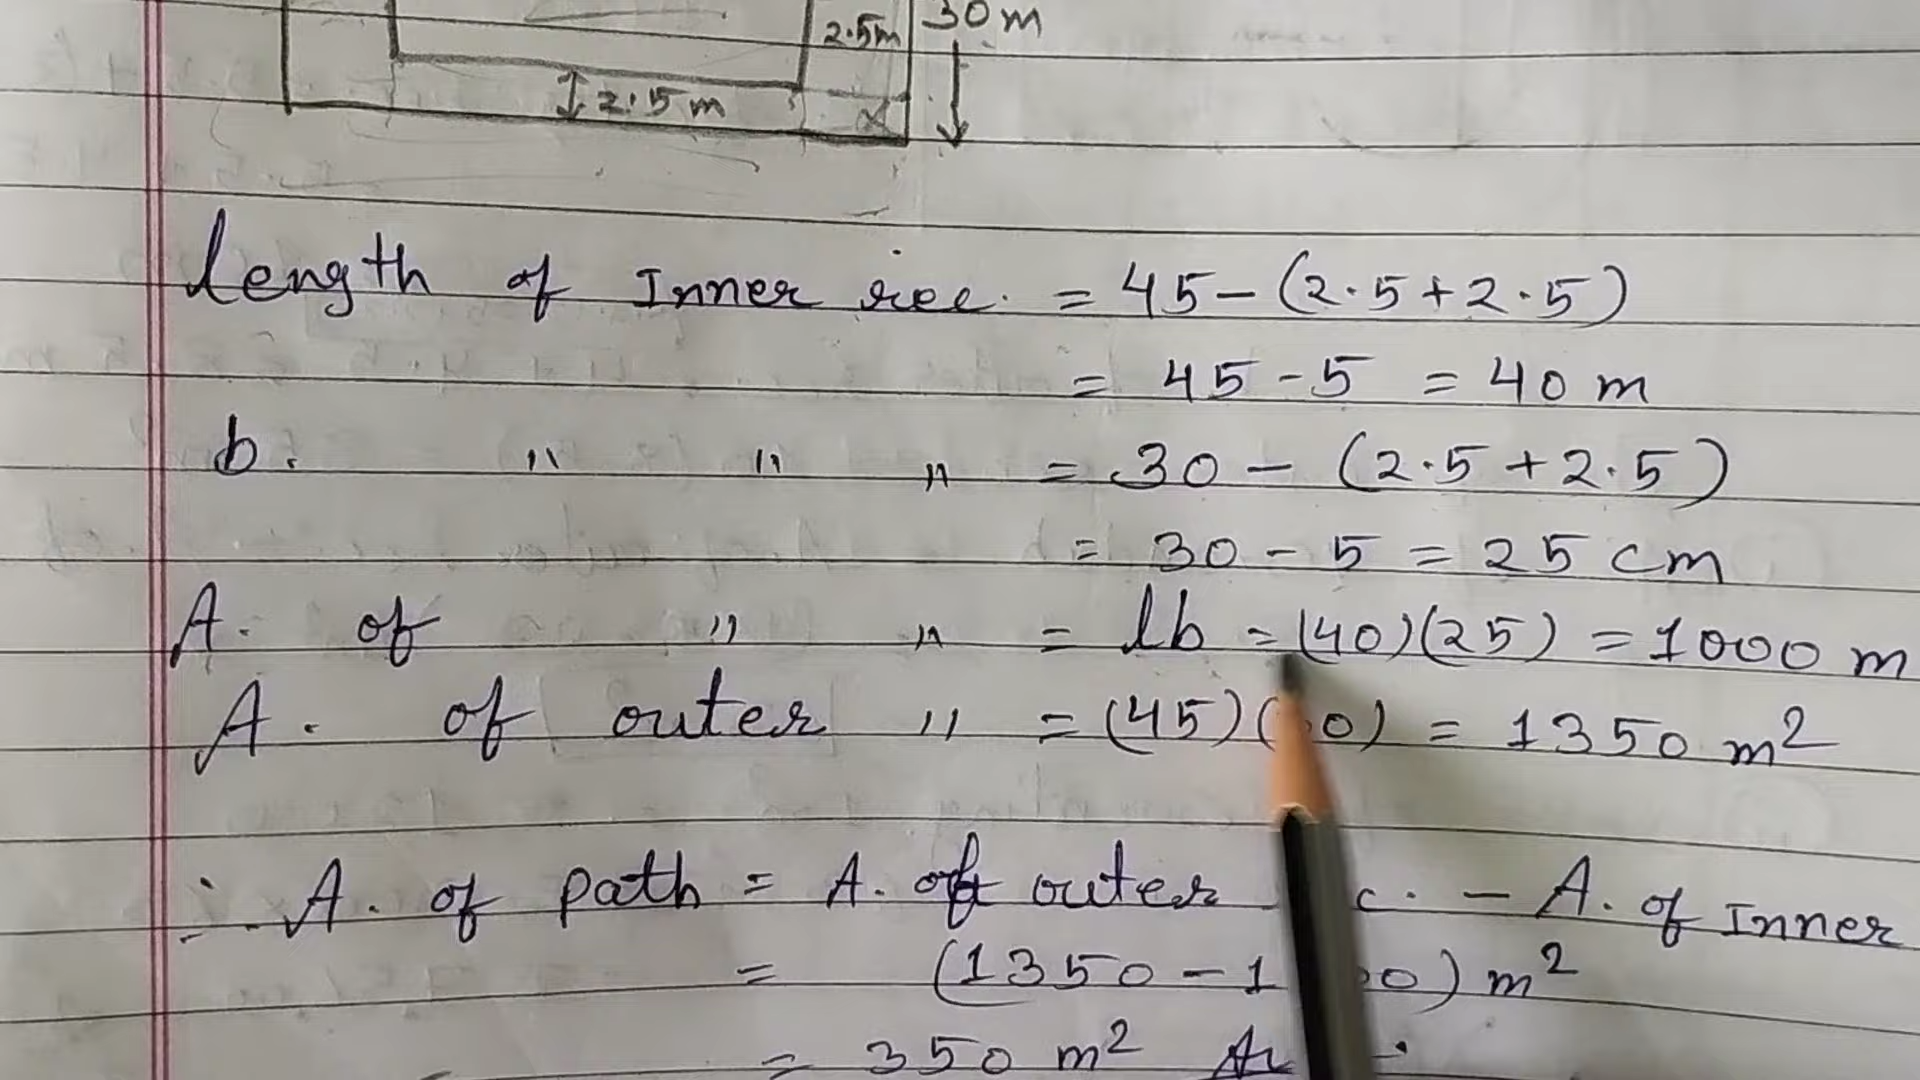 2.5m 30m
2.5m
Length of Inner rec. = 45-(2.5+2.5)
= 45-5 = 40 m
b. " " " = 30-(2.5+2.5)
= 30-5 = 25 cm
A. of " " = lb = (40)(25) = 1000 m
A. of outer " = (45)( 0) = 1350 m²
∴ A. of path = A. of outer c. - A. of Inner
= (1350-1 0) m²
= 350 m²